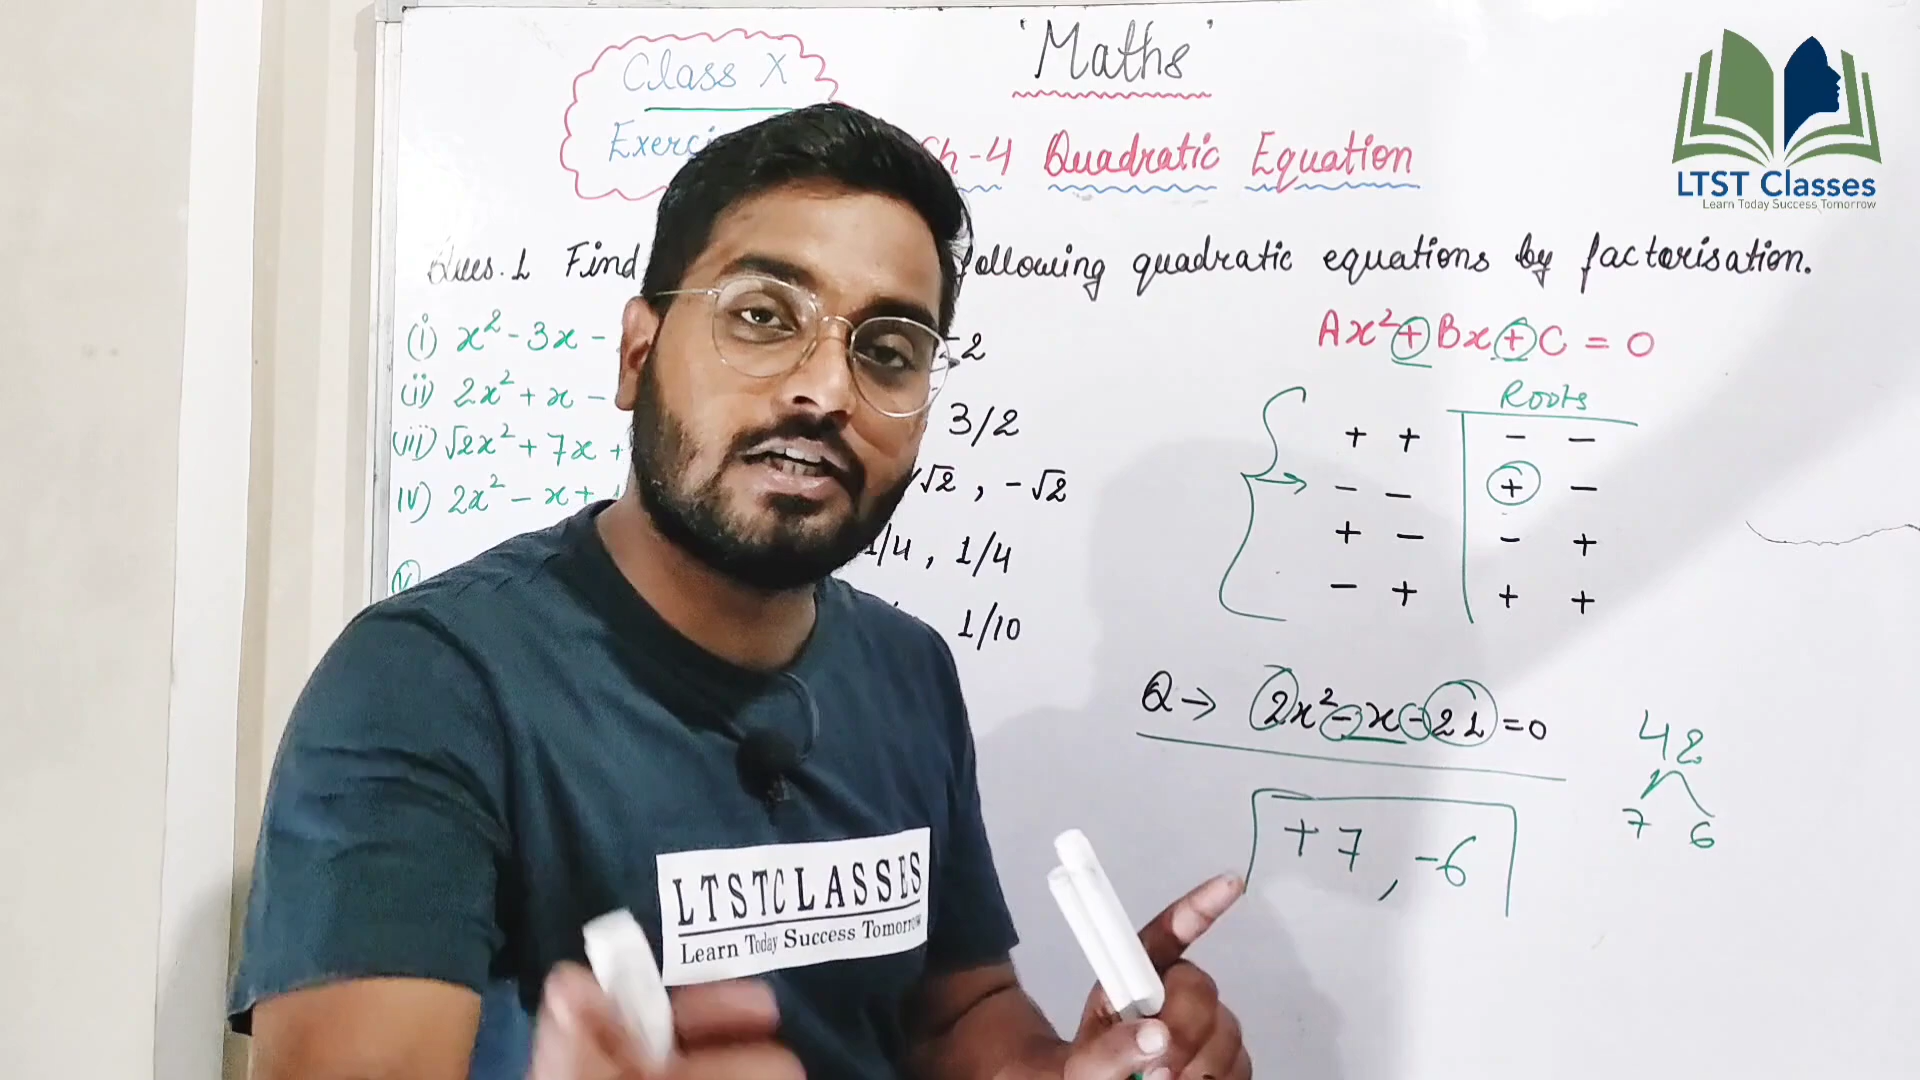 Class X
'Maths'
Ch-4 Quadratic Equation
Ques.1 Find following quadratic equations by factorisation.
(i) x² - 3x -
-2
(ii) 2x² + x -
3/2
(iii) √2x² + 7x +
/√2 , -√2
iv) 2x² - x +
1/4 , 1/4
v
1/10
Ax² + Bx + C = 0
Roots
+ + - -
- - + -
+ - - +
- + + +
Q → 2x² - x - 21 = 0
42
7 6
+7 , -6
LTST Classes
Learn Today Success Tomorrow
LTSTCLASSES
Learn Today Success Tomorrow